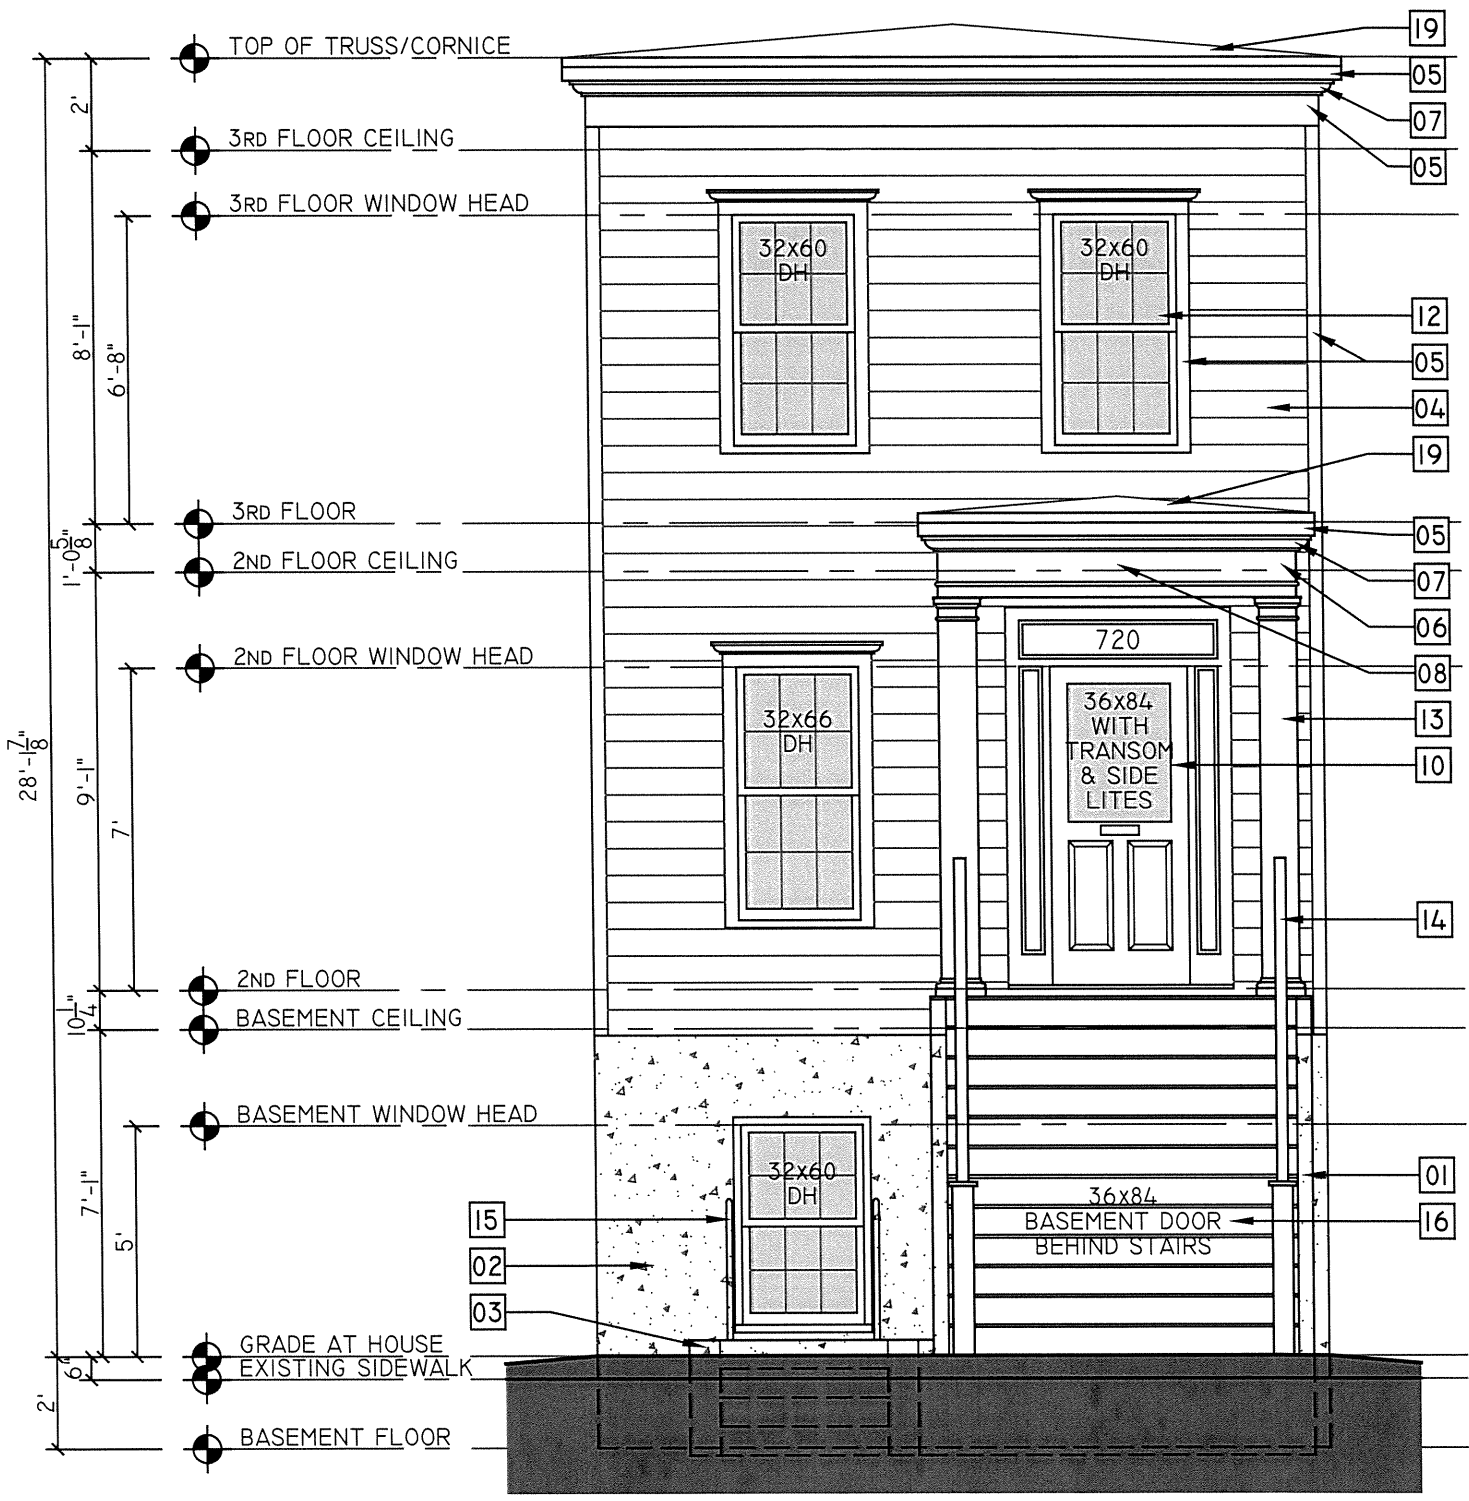 TOP OF TRUSS/CORNICE
19
05
2'
07
3RD FLOOR CEILING
05
3RD FLOOR WINDOW HEAD
32x60
DH
32x60
DH
12
8'-1"
6'-8"
05
04
19
3RD FLOOR
05
1'-0 5/8"
2ND FLOOR CEILING
07
06
720
2ND FLOOR WINDOW HEAD
08
32x66
DH
36x84
WITH
TRANSOM
& SIDE
LITES
13
10
28'-1 7/8"
9'-1"
7'
14
2ND FLOOR
10 1/4"
BASEMENT CEILING
BASEMENT WINDOW HEAD
32x60
DH
01
7'-1"
5'
15
36x84
BASEMENT DOOR
BEHIND STAIRS
16
02
03
GRADE AT HOUSE
EXISTING SIDEWALK
6"
2'
BASEMENT FLOOR